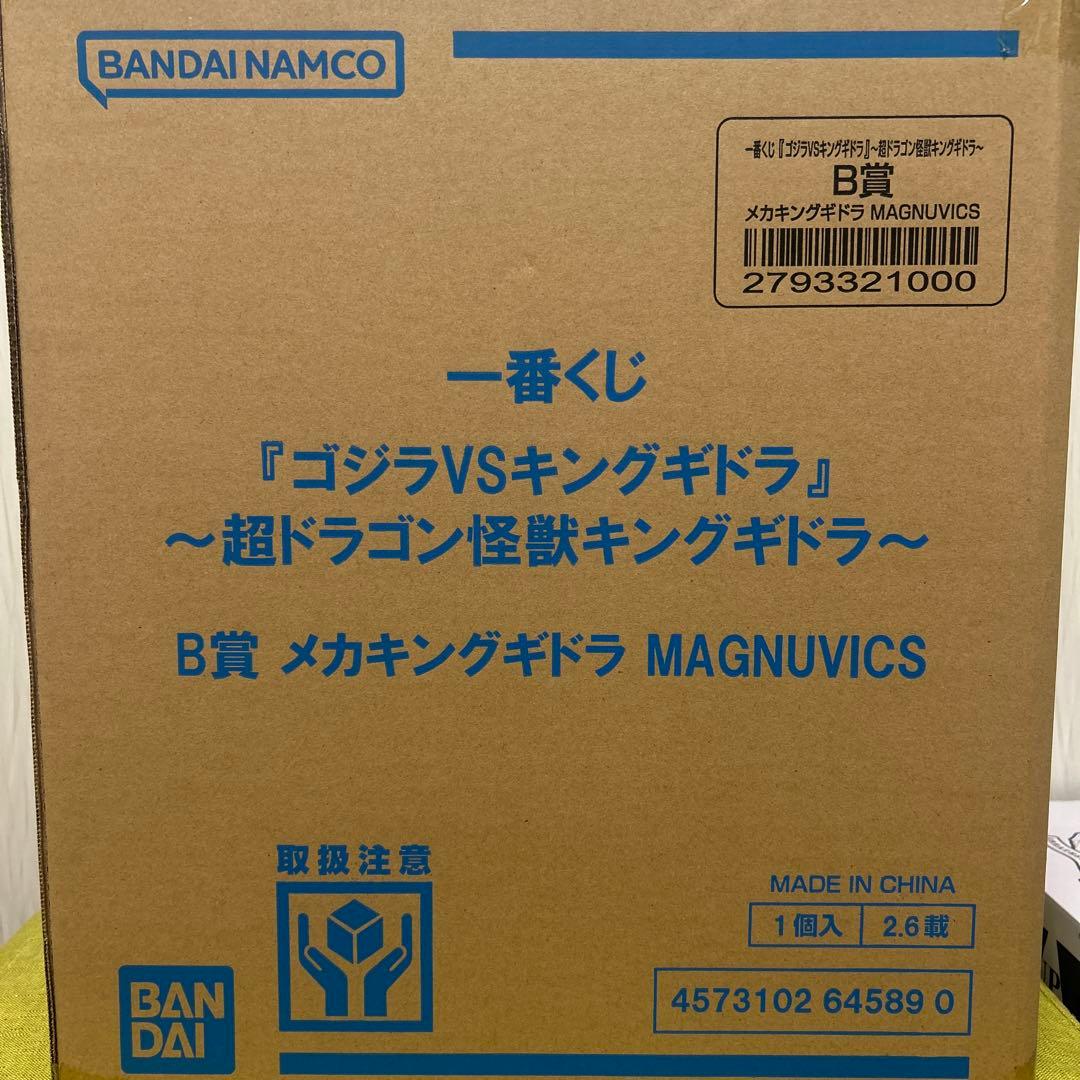 BANDAI NAMCO
一番くじ『ゴジラVSキングギドラ』～超ドラゴン怪獣キングギドラ～
B賞
メカキングギドラ MAGNUVICS
2793321000
一番くじ
『ゴジラVSキングギドラ』
～超ドラゴン怪獣キングギドラ～
B賞 メカキングギドラ MAGNUVICS
取扱注意
MADE IN CHINA
1個入 2.6載
BAN
DAI
4573102 64589 0